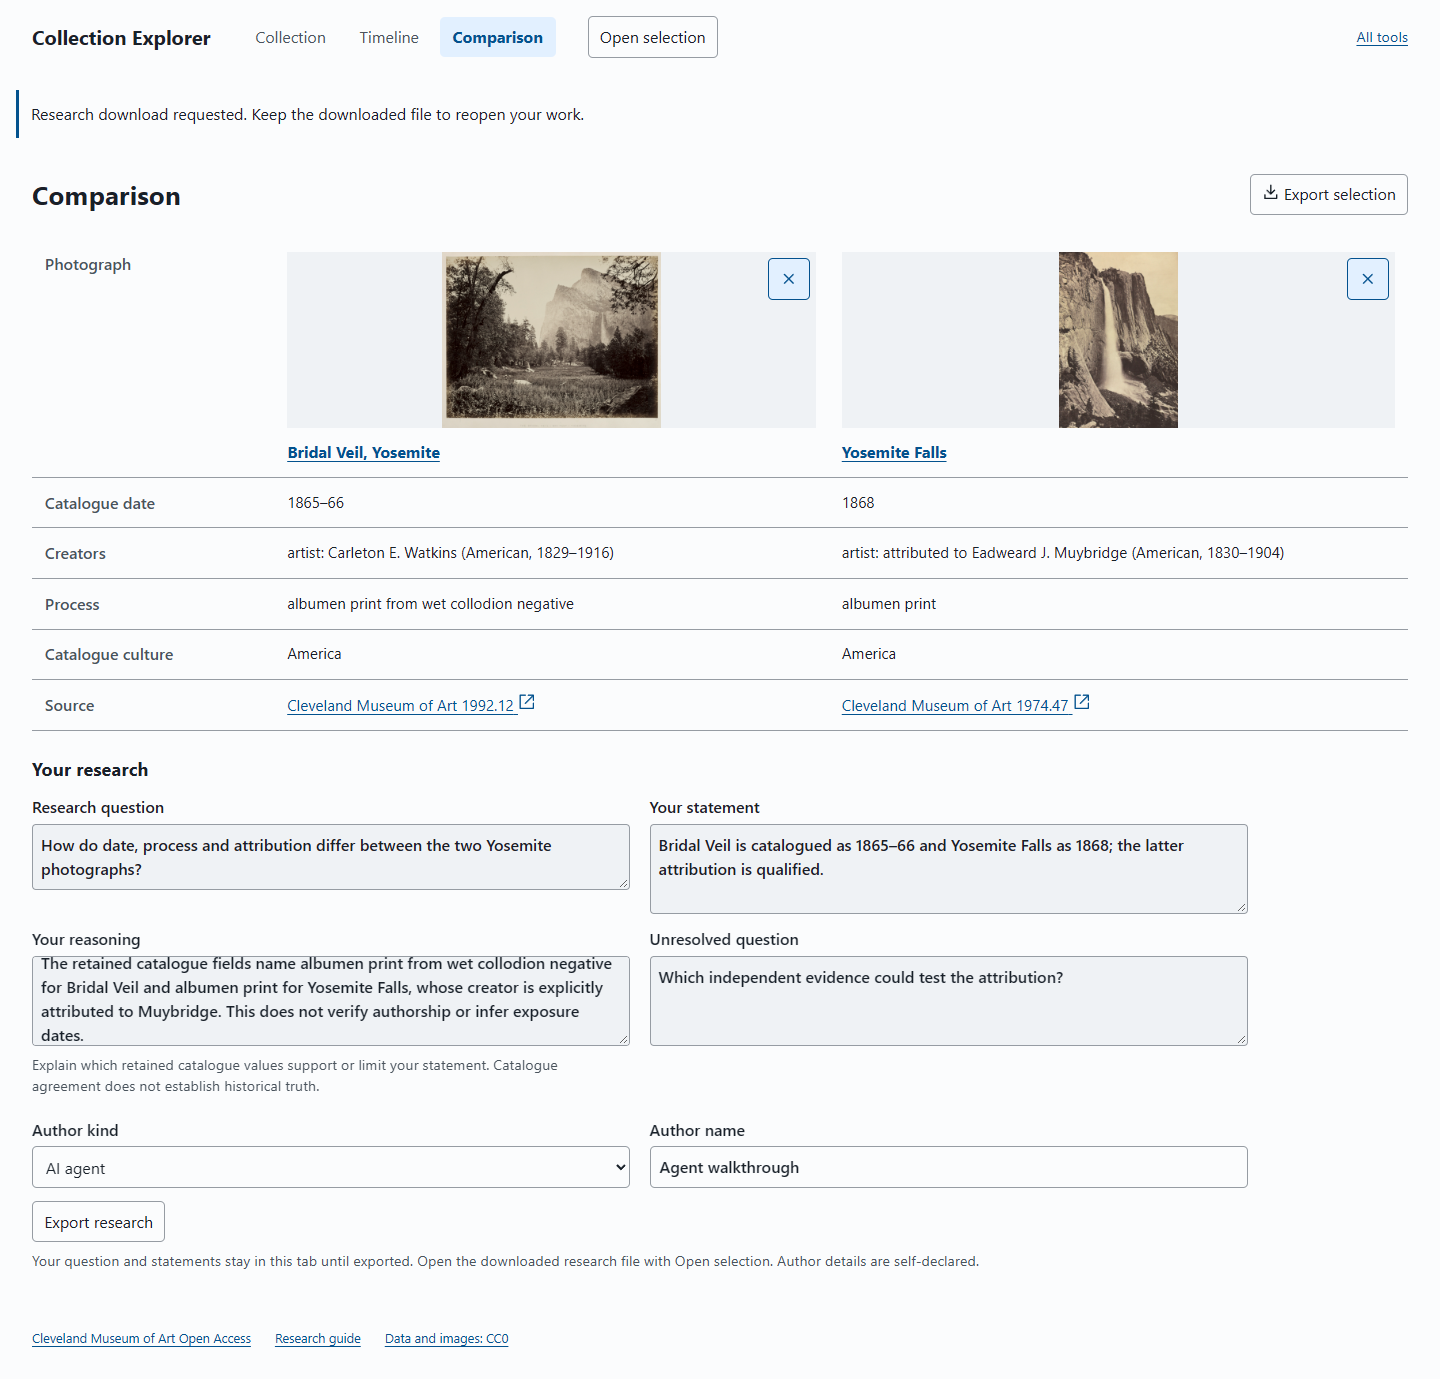 Collection Explorer
Collection
Timeline
Comparison
Open selection
All tools
Research download requested. Keep the downloaded file to reopen your work.
Comparison
Export selection
Photograph
Bridal Veil, Yosemite
Yosemite Falls
Catalogue date
1865–66
1868
Creators
artist: Carleton E. Watkins (American, 1829–1916)
artist: attributed to Eadweard J. Muybridge (American, 1830–1904)
Process
albumen print from wet collodion negative
albumen print
Catalogue culture
America
America
Source
Cleveland Museum of Art 1992.12
Cleveland Museum of Art 1974.47
Your research
Research question
How do date, process and attribution differ between the two Yosemite
photographs?
Your statement
Bridal Veil is catalogued as 1865–66 and Yosemite Falls as 1868; the latter
attribution is qualified.
Your reasoning
The retained catalogue fields name albumen print from wet collodion negative
for Bridal Veil and albumen print for Yosemite Falls, whose creator is explicitly
attributed to Muybridge. This does not verify authorship or infer exposure
dates.
Explain which retained catalogue values support or limit your statement. Catalogue
agreement does not establish historical truth.
Unresolved question
Which independent evidence could test the attribution?
Author kind
AI agent
Author name
Agent walkthrough
Export research
Your question and statements stay in this tab until exported. Open the downloaded research file with Open selection. Author details are self-declared.
Cleveland Museum of Art Open Access
Research guide
Data and images: CC0